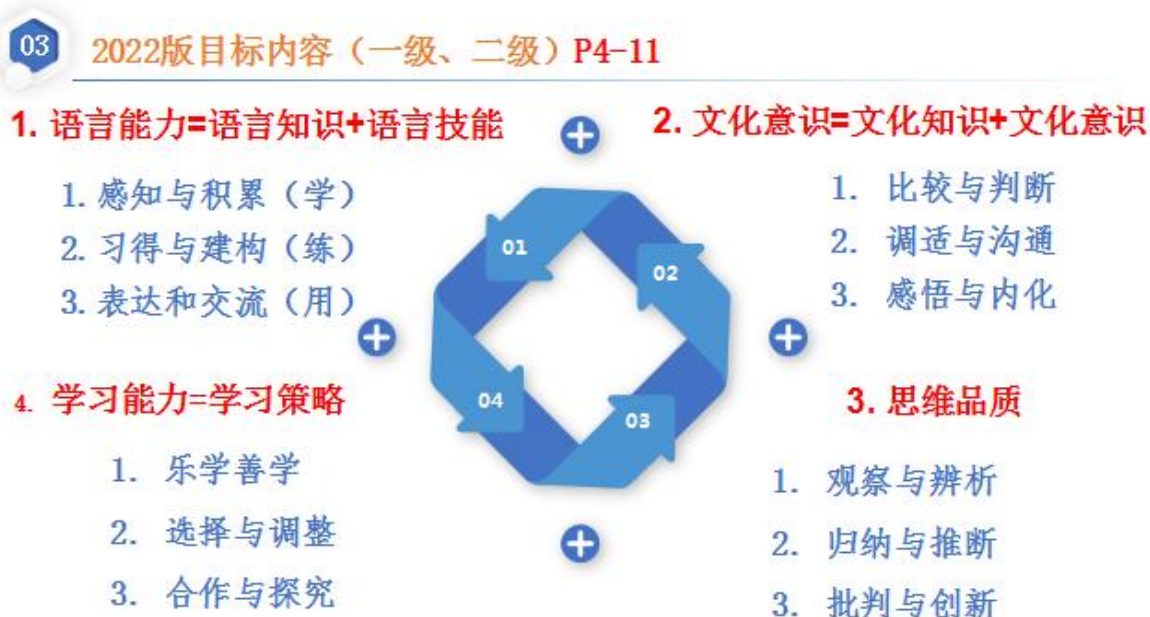 03
2022版目标内容（一级、二级）P4-11
1. 语言能力=语言知识+语言技能
1. 感知与积累（学）
2. 习得与建构（练）
3. 表达和交流（用）
2. 文化意识=文化知识+文化意识
1. 比较与判断
2. 调适与沟通
3. 感悟与内化
01
02
03
04
4. 学习能力=学习策略
1. 乐学善学
2. 选择与调整
3. 合作与探究
3. 思维品质
1. 观察与辨析
2. 归纳与推断
3. 批判与创新